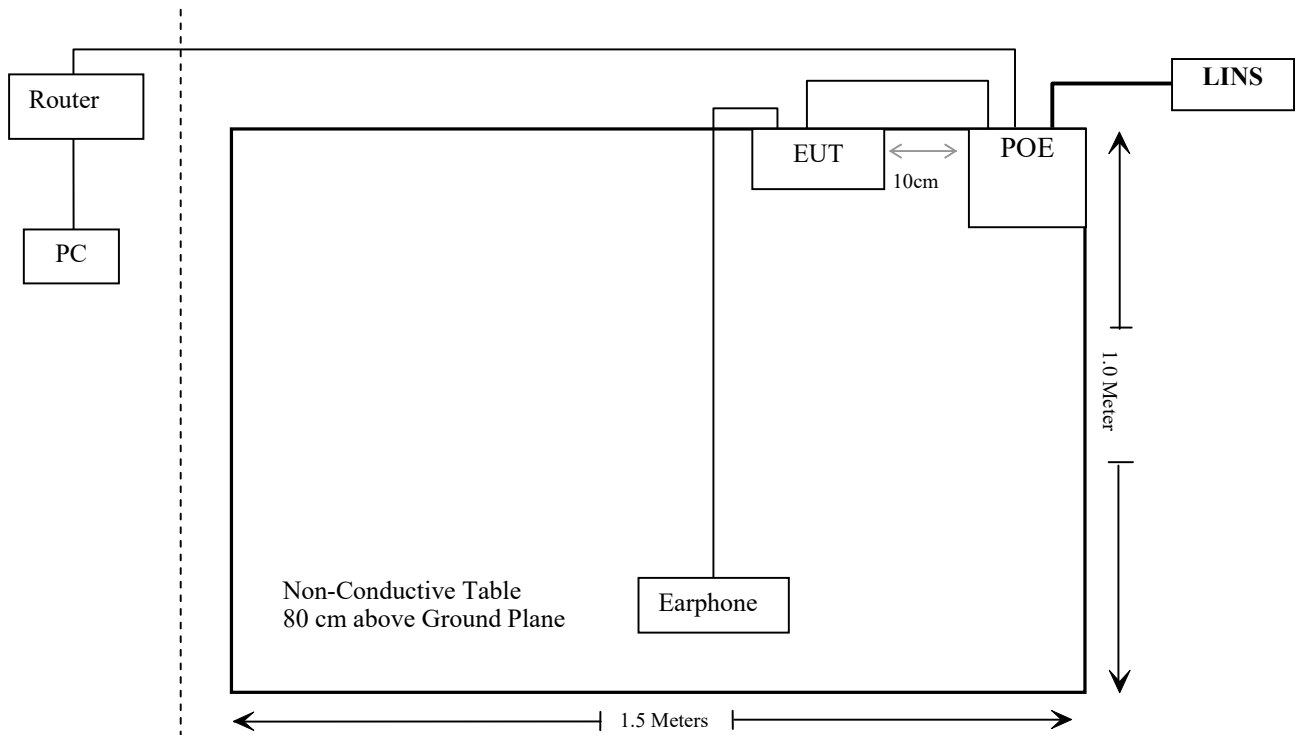 Router
LINS
EUT
POE
10cm
PC
1.0 Meter
Non-Conductive Table
80 cm above Ground Plane
Earphone
1.5 Meters